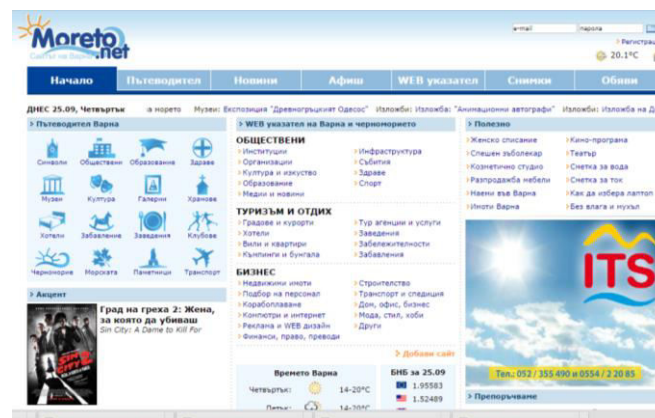 Moreto
.net
Сайтът на Варна
e-mail
парола
› Регистрац
20.1°C
Начало Пътеводител Новини Афиш WEB указател Снимки Обяви
ДНЕС 25.09, Четвъртък а морето Музеи: Експозиция "Древногръцкият Одесос" Изложби: Изложба: "Анимационни автографи" Изложби: Изложба на Д
› Пътеводител Варна
Символи Обществени Образование Здраве
Музеи Култура Галерии Храмове
Хотели Забавление Заведения Клубове
Черноморие Морската Паметници Транспорт
› Акцент
Град на греха 2: Жена,
за която да убиваш
Sin City: A Dame to Kill For
› WEB указател на Варна и черноморието
ОБЩЕСТВЕНИ
› Институции
› Организации
› Култура и изкуство
› Образование
› Медии и новини
› Инфраструктура
› Събития
› Здраве
› Спорт
ТУРИЗЪМ И ОТДИХ
› Градове и курорти
› Хотели
› Вили и квартири
› Къмпинги и бунгала
› Тур агенции и услуги
› Заведения
› Забележителности
› Забавления
БИЗНЕС
› Недвижими имоти
› Подбор на персонал
› Корабоплаване
› Компютри и интернет
› Реклама и WEB дизайн
› Финанси, право, преводи
› Строителство
› Транспорт и спедиция
› Дом, офис, бизнес
› Мода, стил, хоби
› Други
› Добави сайт
Времето Варна
Четвъртък: 14-20°C
Петък: 14-20°C
БНБ за 25.09
1.95583
1.52489
› Полезно
› Женско списание
› Спешен зъболекар
› Козметично студио
› Разпродажба мебели
› Наеми във Варна
› Имоти Варна
› Кино-програма
› Театър
› Сметка за вода
› Сметка за ток
› Как да избера лаптоп
› Без влага и мухъл
ITS
Тел.: 052 / 355 490 и 0554 / 2 20 85
› Препоръчваме